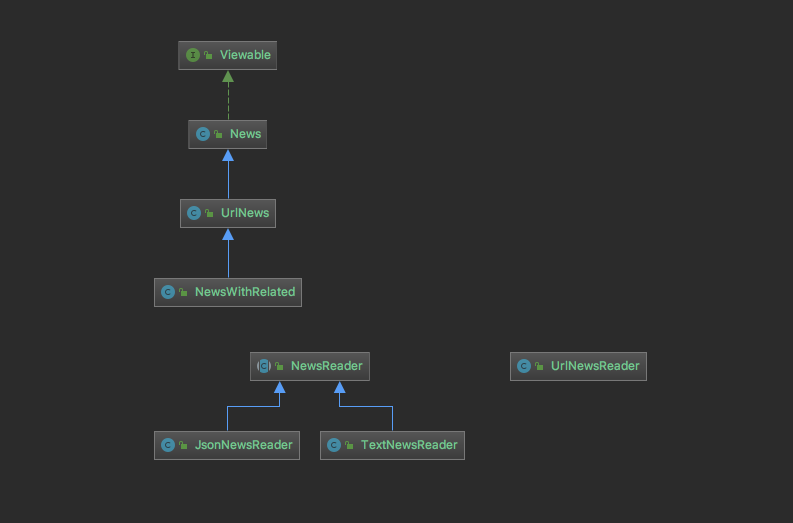 I Viewable
C News
C UrlNews
C NewsWithRelated
C NewsReader
C UrlNewsReader
C JsonNewsReader
C TextNewsReader